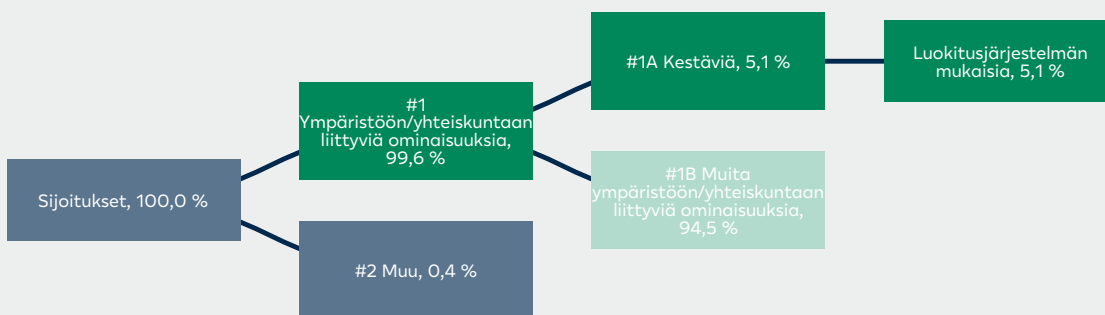 Sijoitukset, 100,0 %
#1
Ympäristöön/yhteiskuntaan
liittyviä ominaisuuksia,
99,6 %
#2 Muu, 0,4 %
#1A Kestäviä, 5,1 %
#1B Muita
ympäristöön/yhteiskuntaan
liittyviä ominaisuuksia,
94,5 %
Luokitusjärjestelmän
mukaisia, 5,1 %